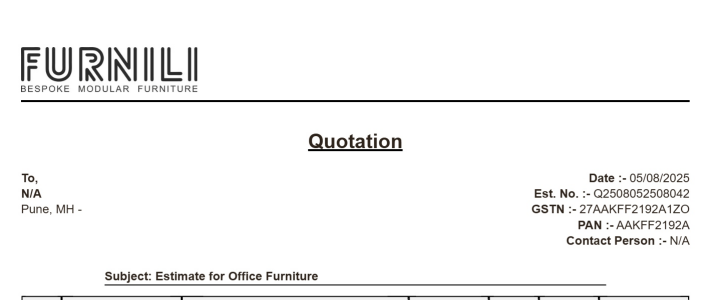 FURNILI
BESPOKE MODULAR FURNITURE
Quotation
To,
N/A
Pune, MH -
Date :- 05/08/2025
Est. No. :- Q2508052508042
GSTN :- 27AAKFF2192A1ZO
PAN :- AAKFF2192A
Contact Person :- N/A
Subject: Estimate for Office Furniture